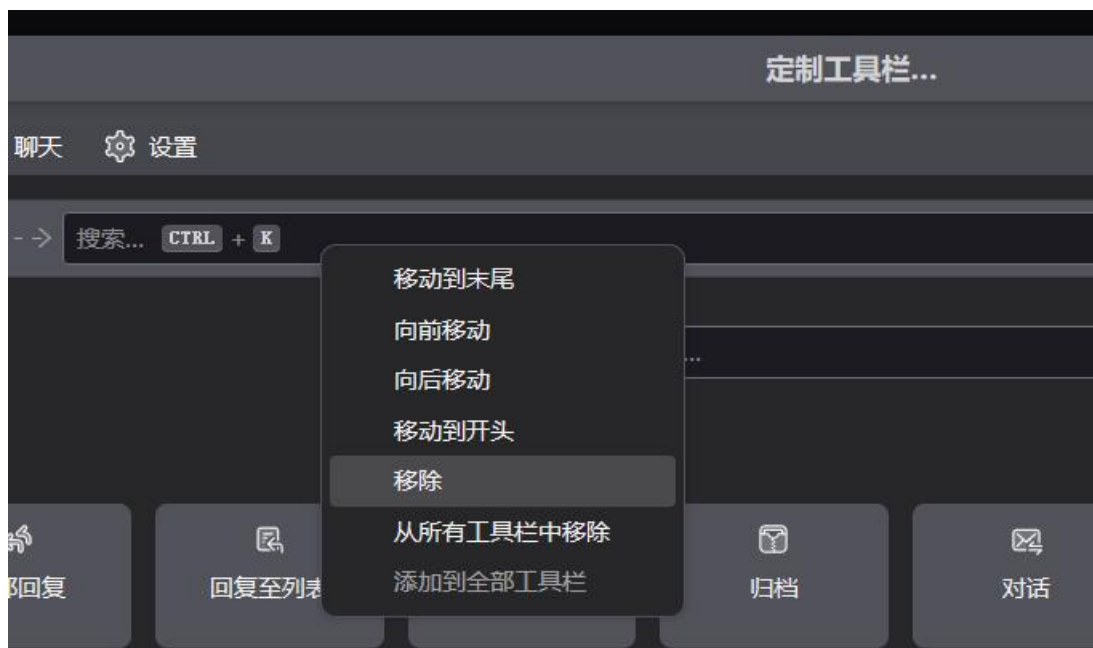 定制工具栏...
聊天 设置
搜索... CTRL + K
移动到末尾
向前移动
...
向后移动
移动到开头
移除
从所有工具栏中移除
添加到全部工具栏
回复
回复至列表
归档
对话